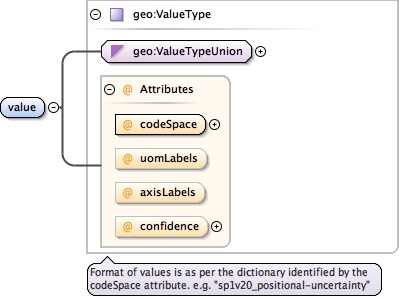 geo:ValueType
geo:ValueTypeUnion
@ Attributes
value
@ codeSpace
@ uomLabels
@ axisLabels
@ confidence
Format of values is as per the dictionary identified by the
codeSpace attribute. e.g. "sp1v20_positional-uncertainty"